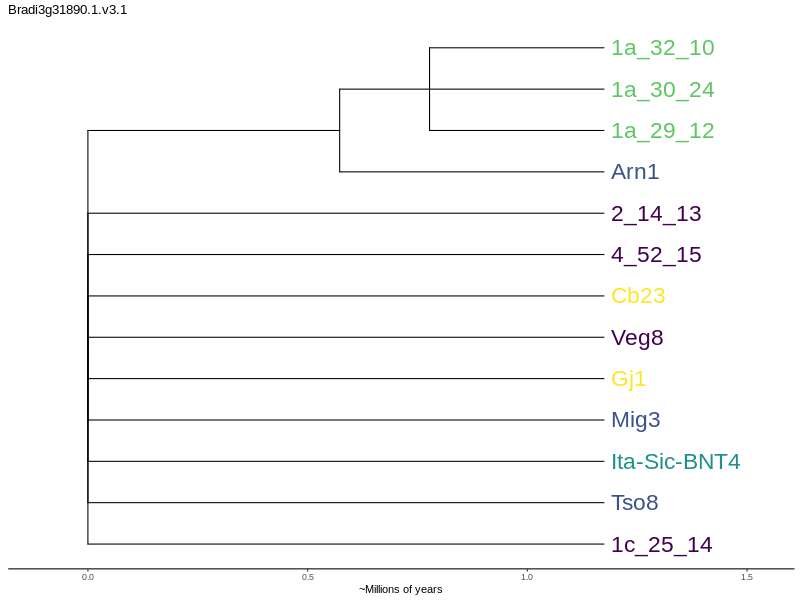 Bradi3g31890.1.v3.1
1a_32_10
1a_30_24
1a_29_12
Arn1
2_14_13
4_52_15
Cb23
Veg8
Gj1
Mig3
Ita-Sic-BNT4
Tso8
1c_25_14
0.0 0.5 1.0 1.5
~Millions of years